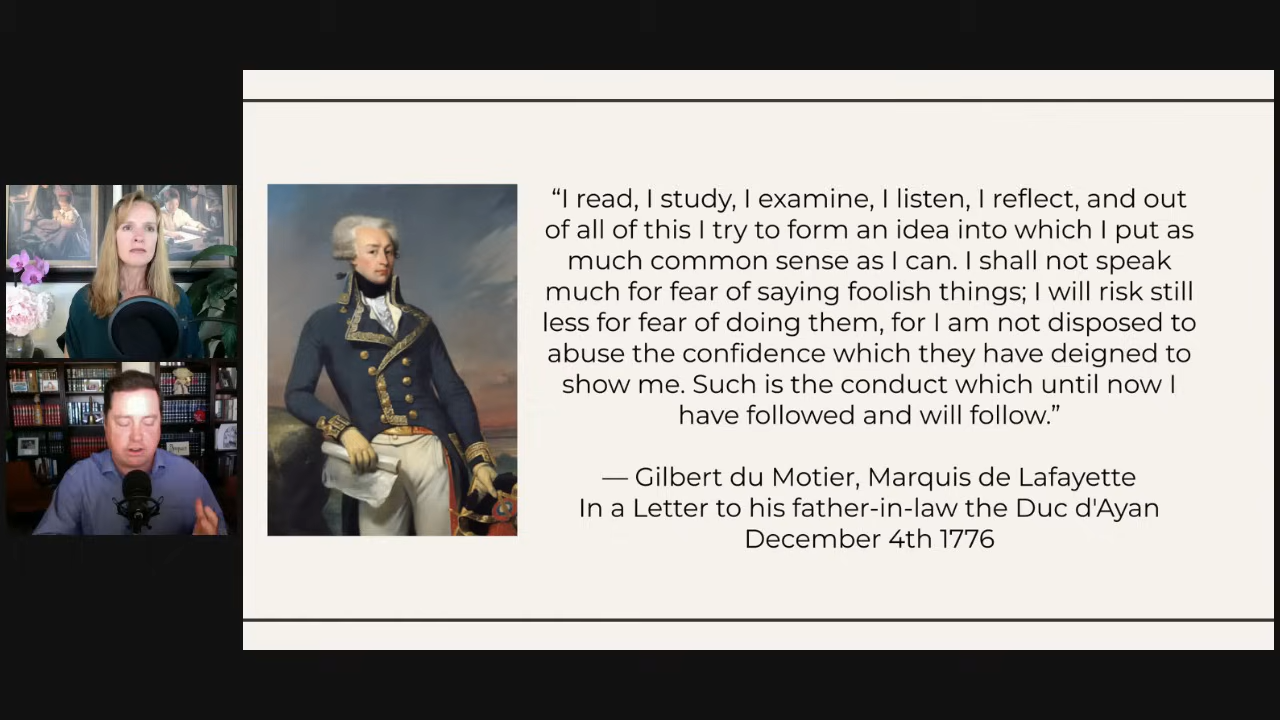 “I read, I study, I examine, I listen, I reflect, and out
of all of this I try to form an idea into which I put as
much common sense as I can. I shall not speak
much for fear of saying foolish things; I will risk still
less for fear of doing them, for I am not disposed to
abuse the confidence which they have deigned to
show me. Such is the conduct which until now I
have followed and will follow.”
— Gilbert du Motier, Marquis de Lafayette
In a Letter to his father-in-law the Duc d'Ayan
December 4th 1776